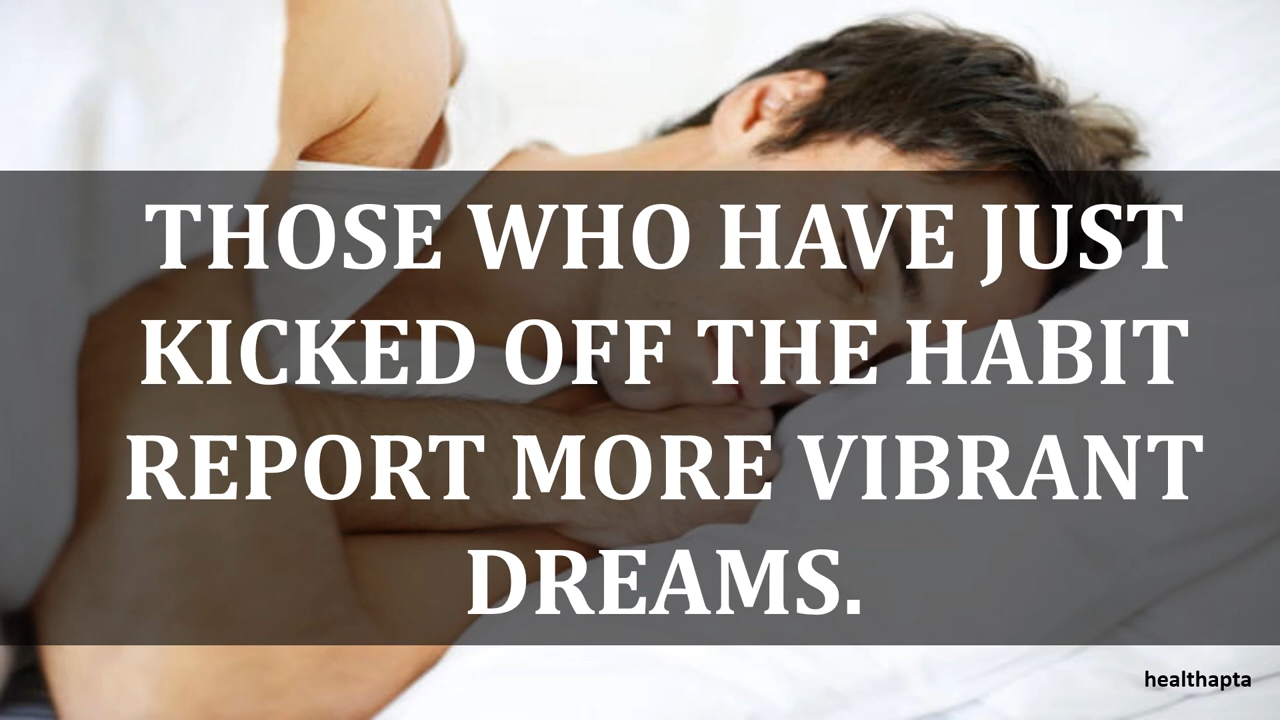 THOSE WHO HAVE JUST
KICKED OFF THE HABIT
REPORT MORE VIBRANT
DREAMS.
healthapta